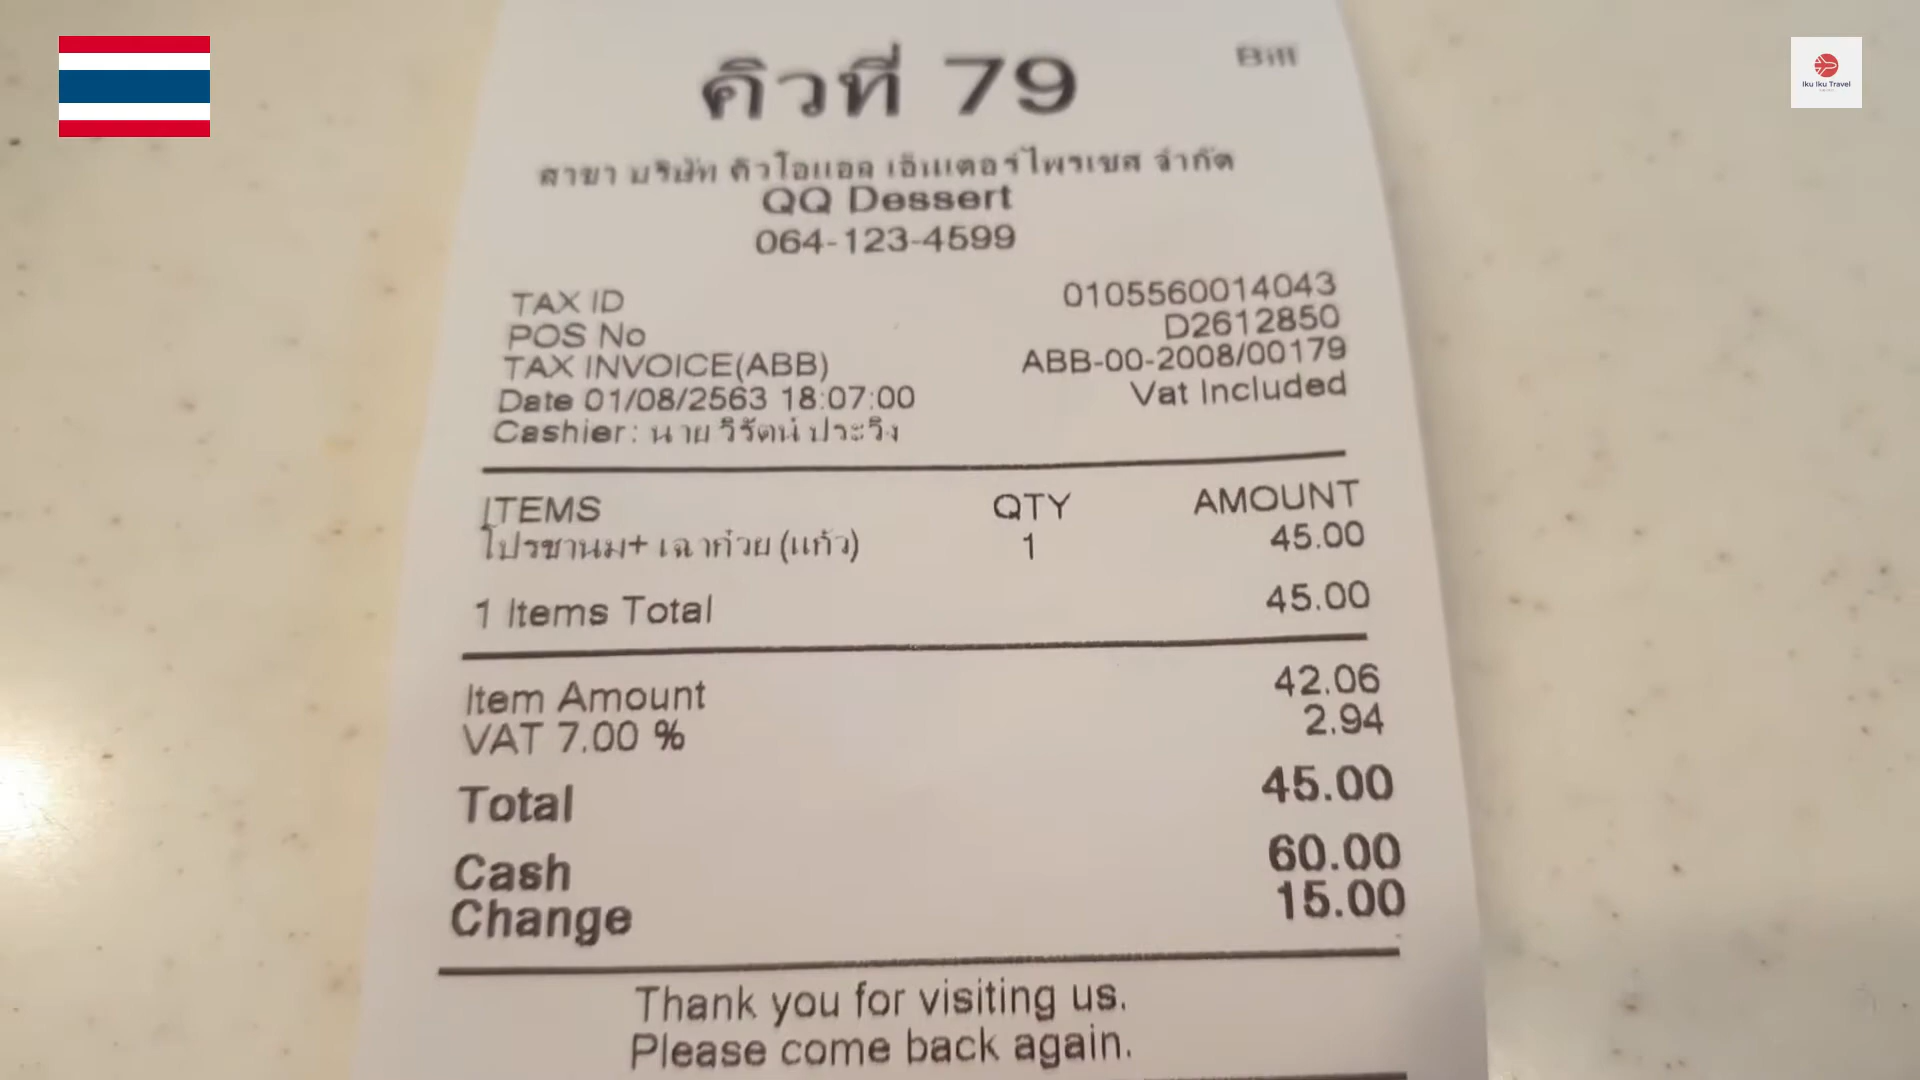 Iku Iku Travel
คิวที่ 79
Bill
สาขา บริษัท คิวโอแอล เอ็นเตอร์ไพรเซส จำกัด
QQ Dessert
064-123-4599
TAX ID 0105560014043
POS No D2612850
TAX INVOICE(ABB) ABB-00-2008/00179
Date 01/08/2563 18:07:00 Vat Included
Cashier: นาย วิรัตน์ ประวิง
ITEMS QTY AMOUNT
โปรชานม+ เฉาก๋วย (แก้ว) 1 45.00
1 Items Total 45.00
Item Amount 42.06
VAT 7.00 % 2.94
Total 45.00
Cash 60.00
Change 15.00
Thank you for visiting us.
Please come back again.